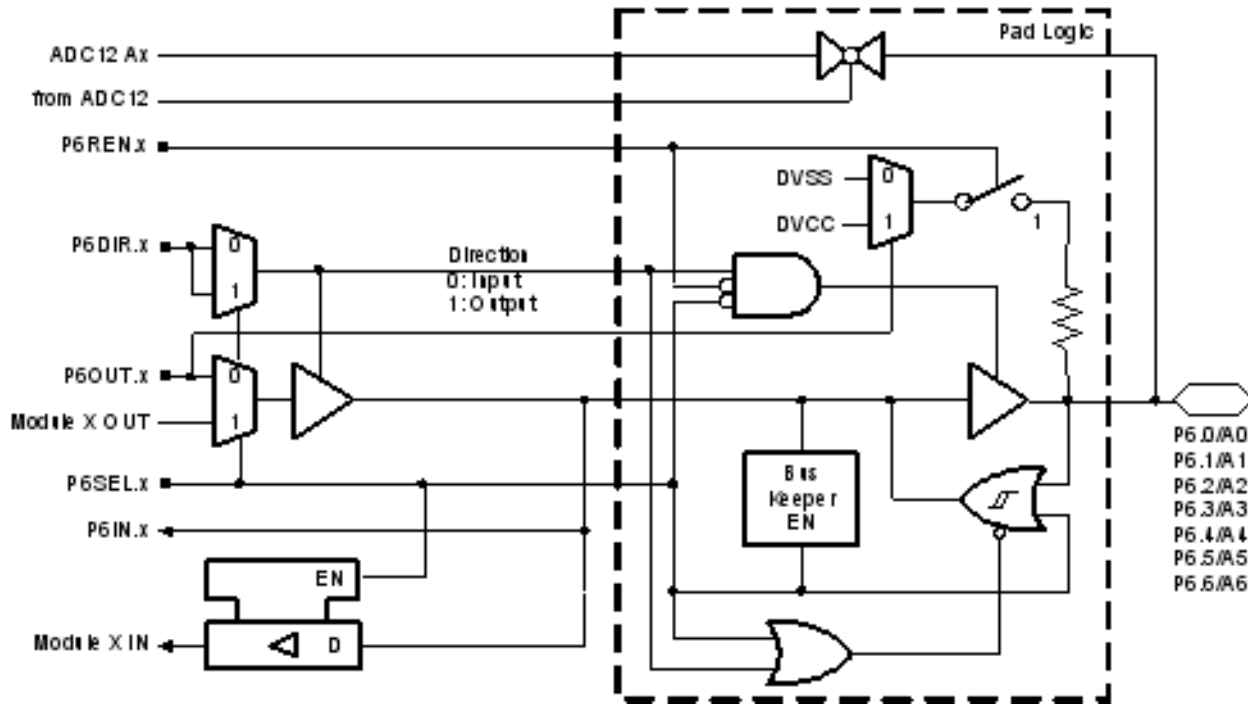 Pad Logic
ADC12 Ax
from ADC12
P6REN.x
DVSS
0
DVCC
1
1
P6DIR.x
0
1
Direction
0: Input
1: Output
P6OUT.x
0
Module X OUT
1
P6SEL.x
Bus
Keeper
EN
P6IN.x
EN
Module X IN
D
P6.0/A0
P6.1/A1
P6.2/A2
P6.3/A3
P6.4/A4
P6.5/A5
P6.6/A6